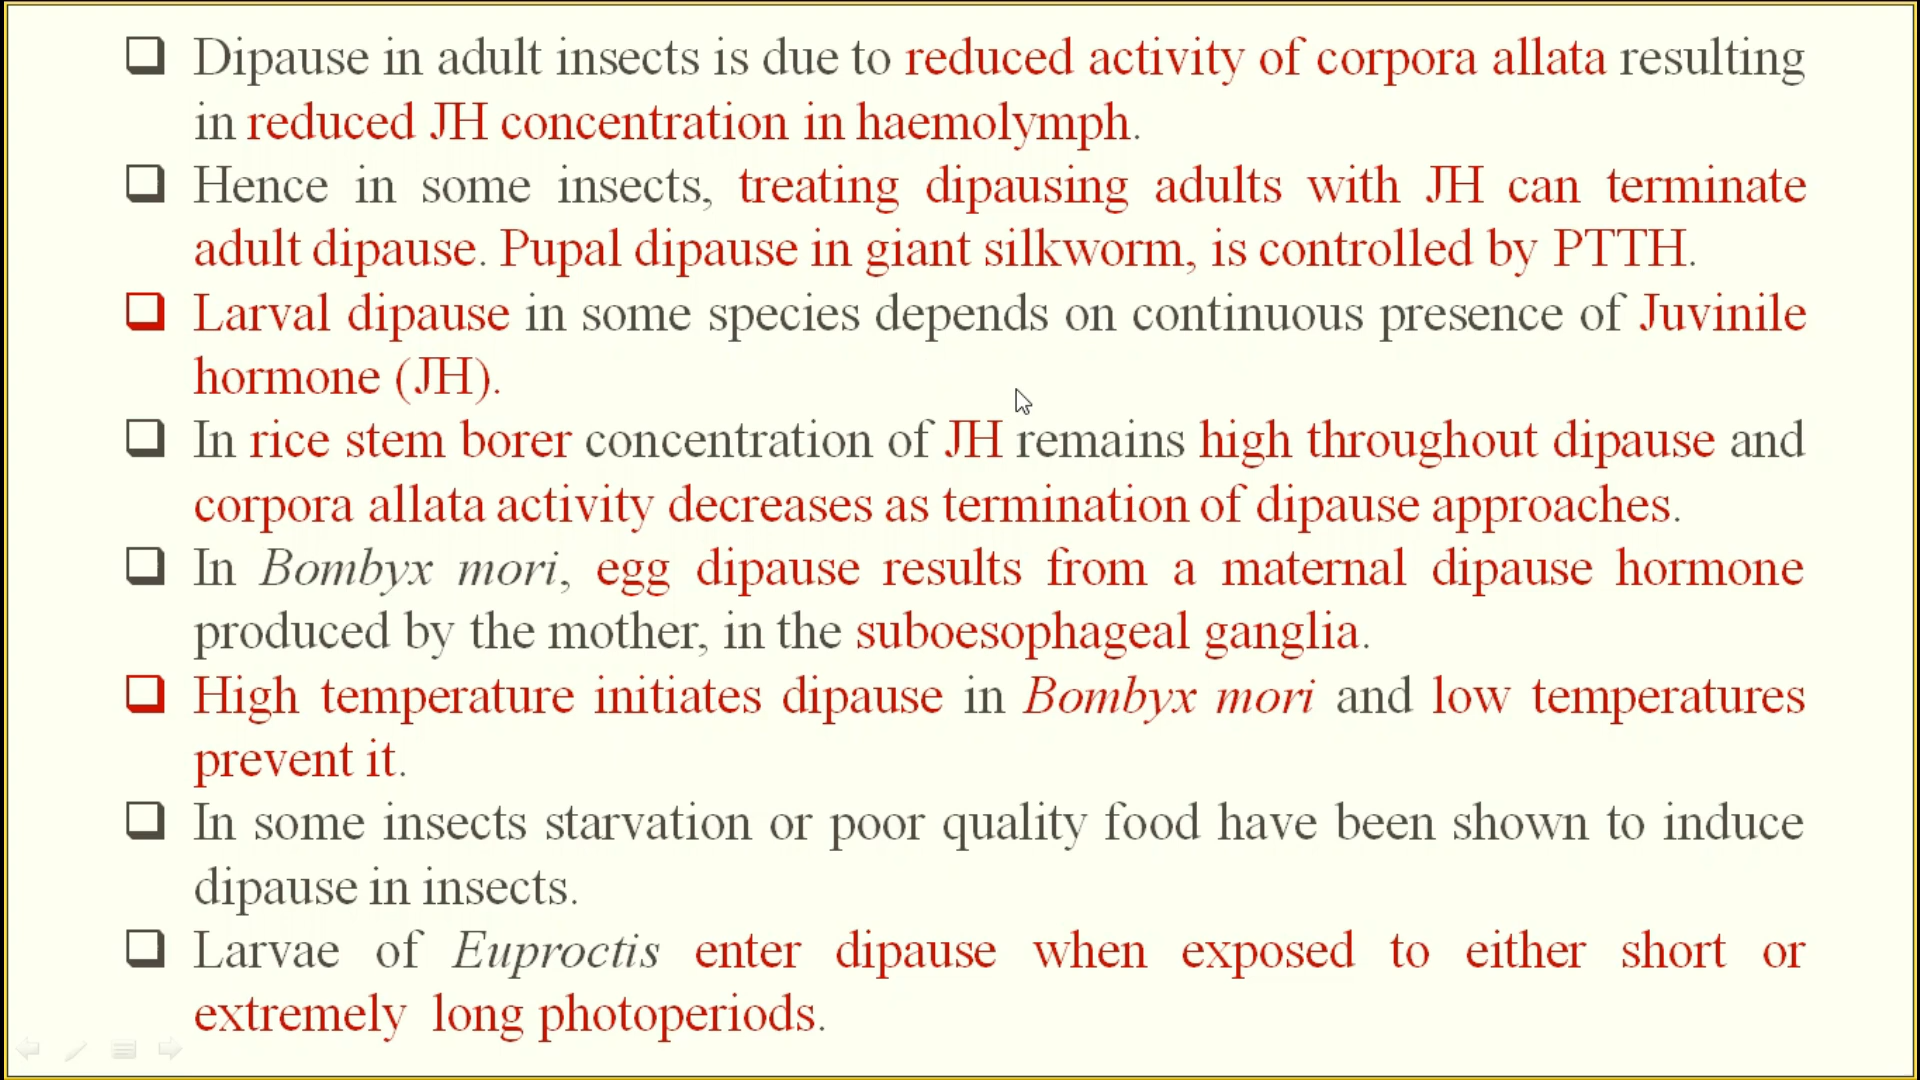 ❑ Dipause in adult insects is due to reduced activity of corpora allata resulting
in reduced JH concentration in haemolymph.
❑ Hence in some insects, treating dipausing adults with JH can terminate
adult dipause. Pupal dipause in giant silkworm, is controlled by PTTH.
❑ Larval dipause in some species depends on continuous presence of Juvinile
hormone (JH).
❑ In rice stem borer concentration of JH remains high throughout dipause and
corpora allata activity decreases as termination of dipause approaches.
❑ In Bombyx mori, egg dipause results from a maternal dipause hormone
produced by the mother, in the suboesophageal ganglia.
❑ High temperature initiates dipause in Bombyx mori and low temperatures
prevent it.
❑ In some insects starvation or poor quality food have been shown to induce
dipause in insects.
❑ Larvae of Euproctis enter dipause when exposed to either short or
extremely long photoperiods.